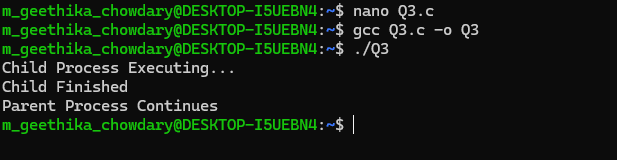 m_geethika_chowdary@DESKTOP-I5UEBN4:~$ nano Q3.c
m_geethika_chowdary@DESKTOP-I5UEBN4:~$ gcc Q3.c -o Q3
m_geethika_chowdary@DESKTOP-I5UEBN4:~$ ./Q3
Child Process Executing...
Child Finished
Parent Process Continues
m_geethika_chowdary@DESKTOP-I5UEBN4:~$